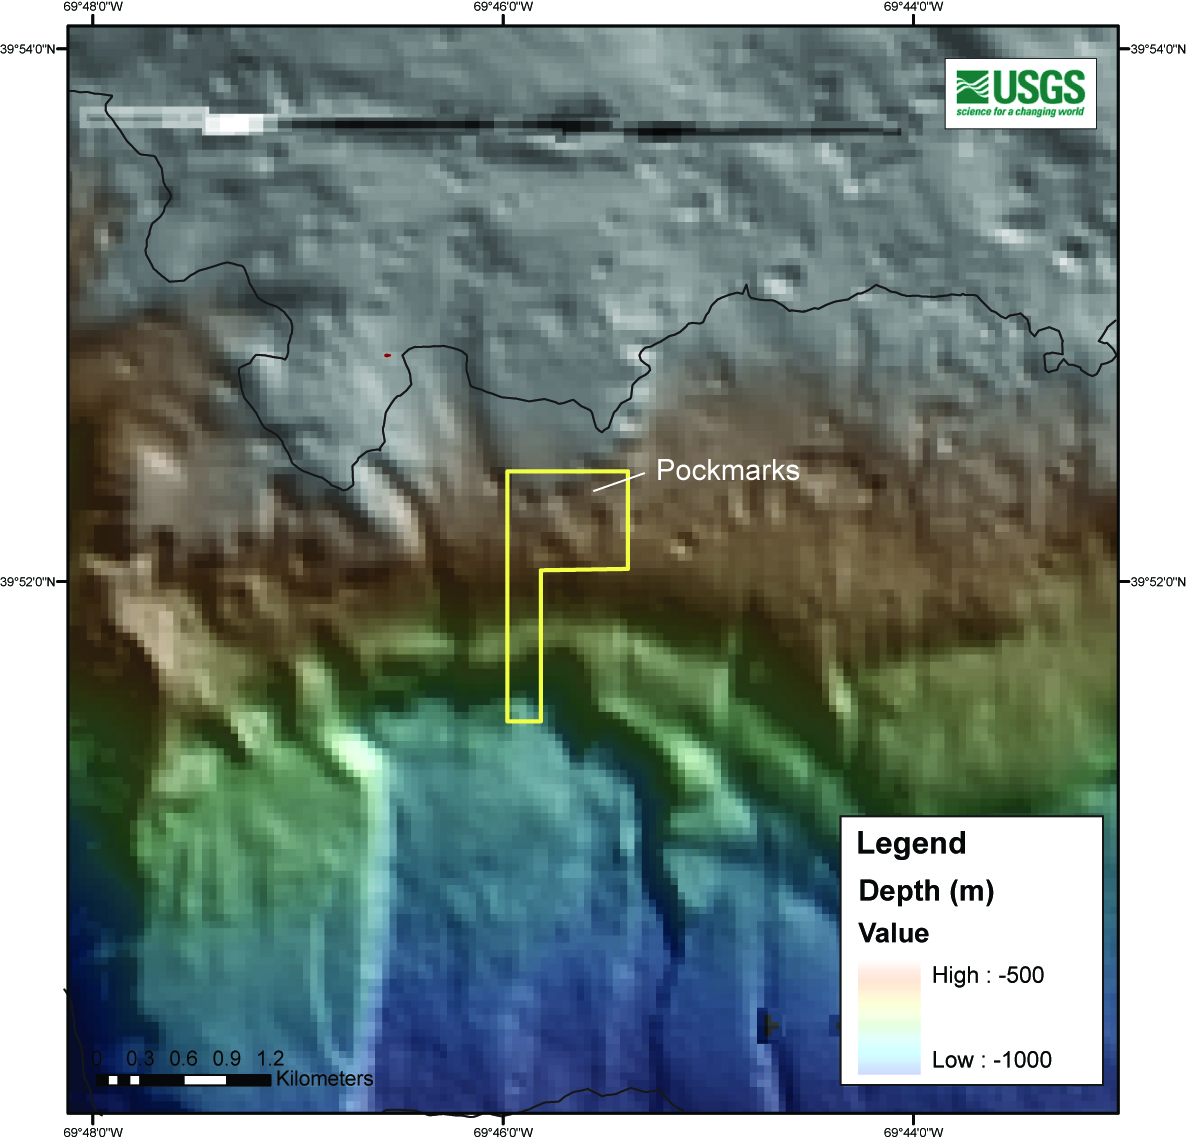 69°48'0"W 69°46'0"W 69°44'0"W
39°54'0"N 39°54'0"N
USGS
science for a changing world
Pockmarks
39°52'0"N 39°52'0"N
Legend
Depth (m)
Value
High : -500
Low : -1000
0 0.3 0.6 0.9 1.2
Kilometers
69°48'0"W 69°46'0"W 69°44'0"W